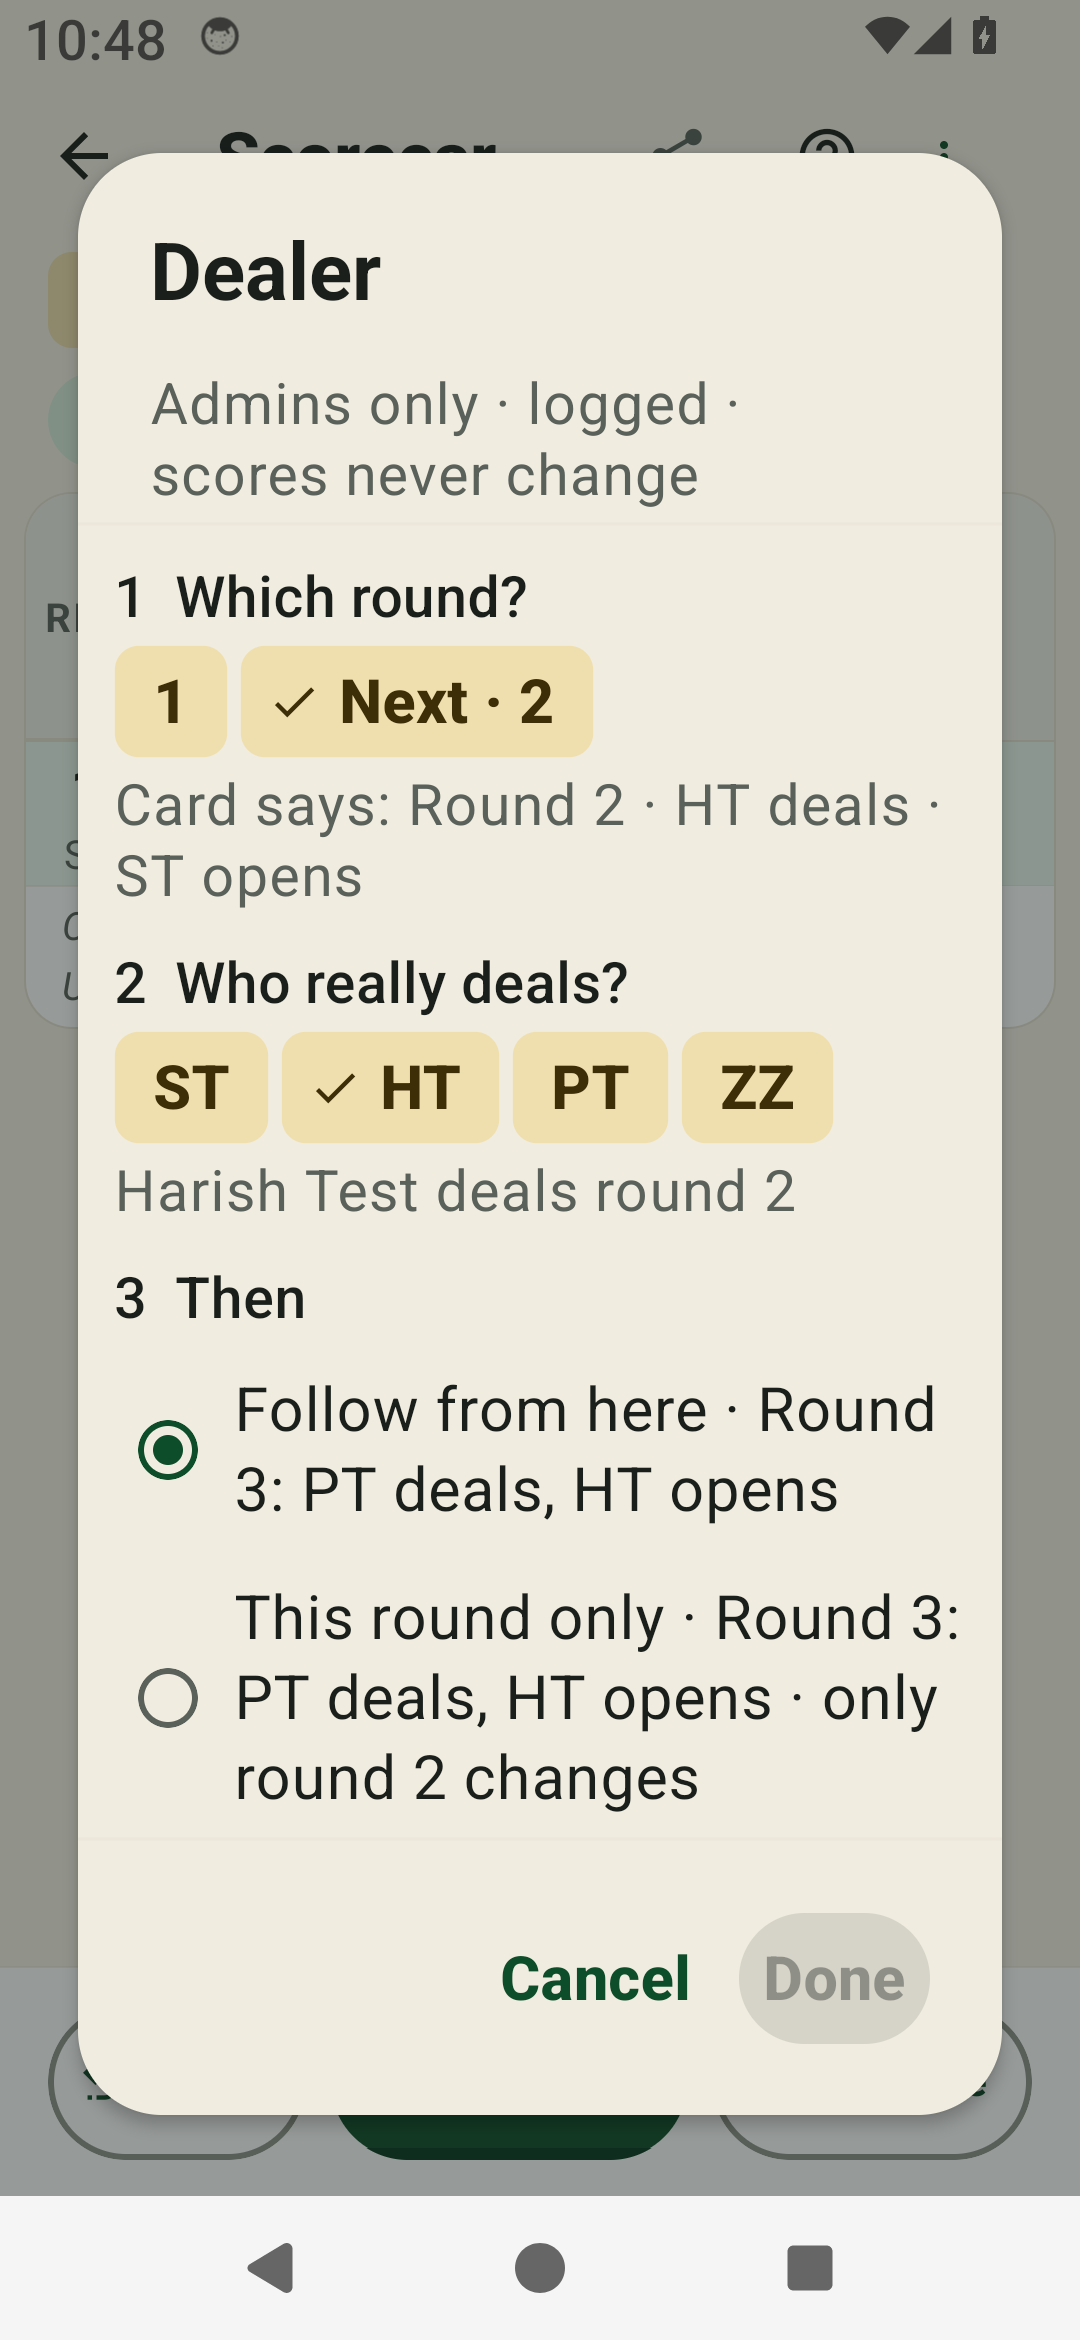 10:48
Dealer
Admins only · logged ·
scores never change
1 Which round?
1
Next · 2
Card says: Round 2 · HT deals ·
ST opens
2 Who really deals?
ST
HT
PT
ZZ
Harish Test deals round 2
3 Then
Follow from here · Round
3: PT deals, HT opens
This round only · Round 3:
PT deals, HT opens · only
round 2 changes
Cancel
Done